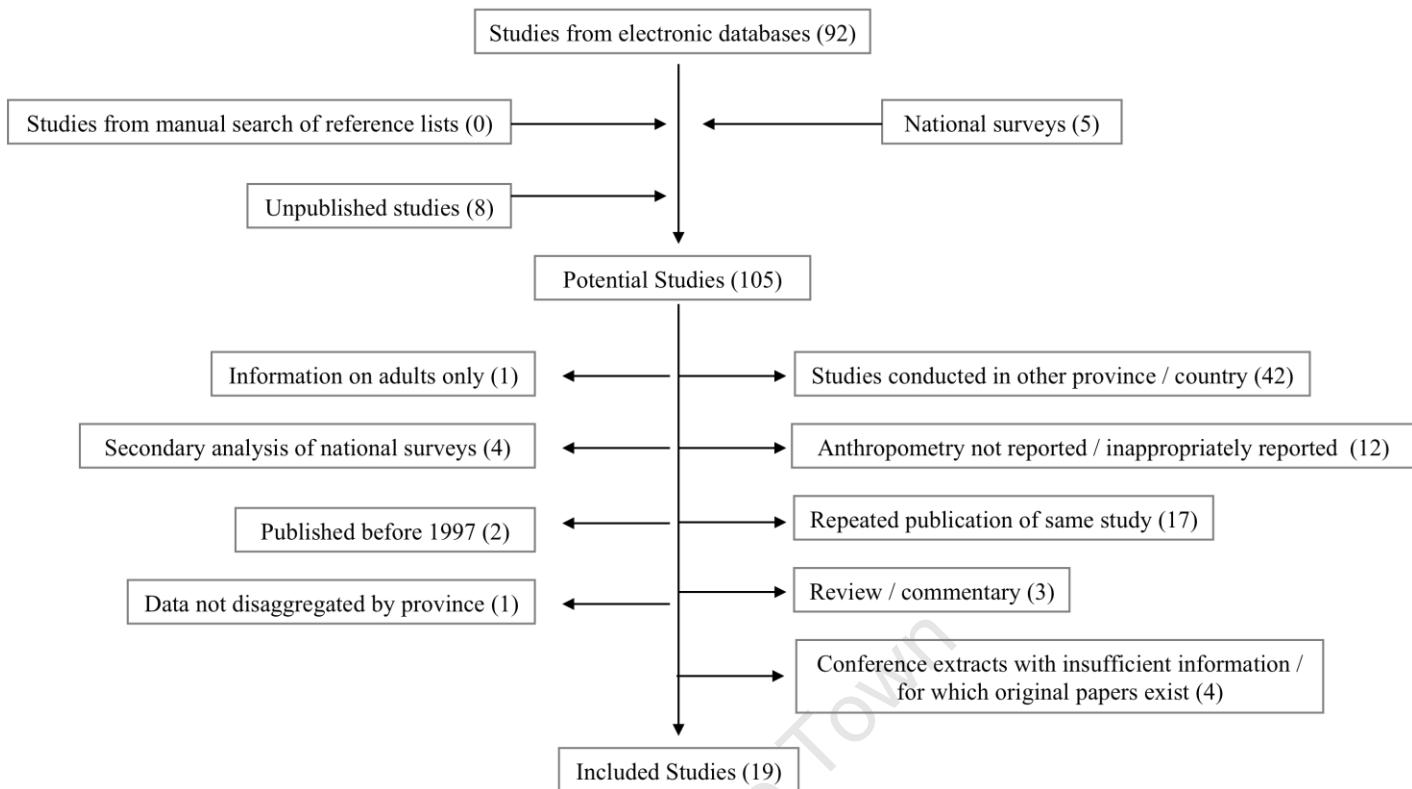 Studies from electronic databases (92)
Studies from manual search of reference lists (0)
National surveys (5)
Unpublished studies (8)
Potential Studies (105)
Information on adults only (1)
Studies conducted in other province / country (42)
Secondary analysis of national surveys (4)
Anthropometry not reported / inappropriately reported (12)
Published before 1997 (2)
Repeated publication of same study (17)
Data not disaggregated by province (1)
Review / commentary (3)
Conference extracts with insufficient information /
for which original papers exist (4)
Town
Included Studies (19)